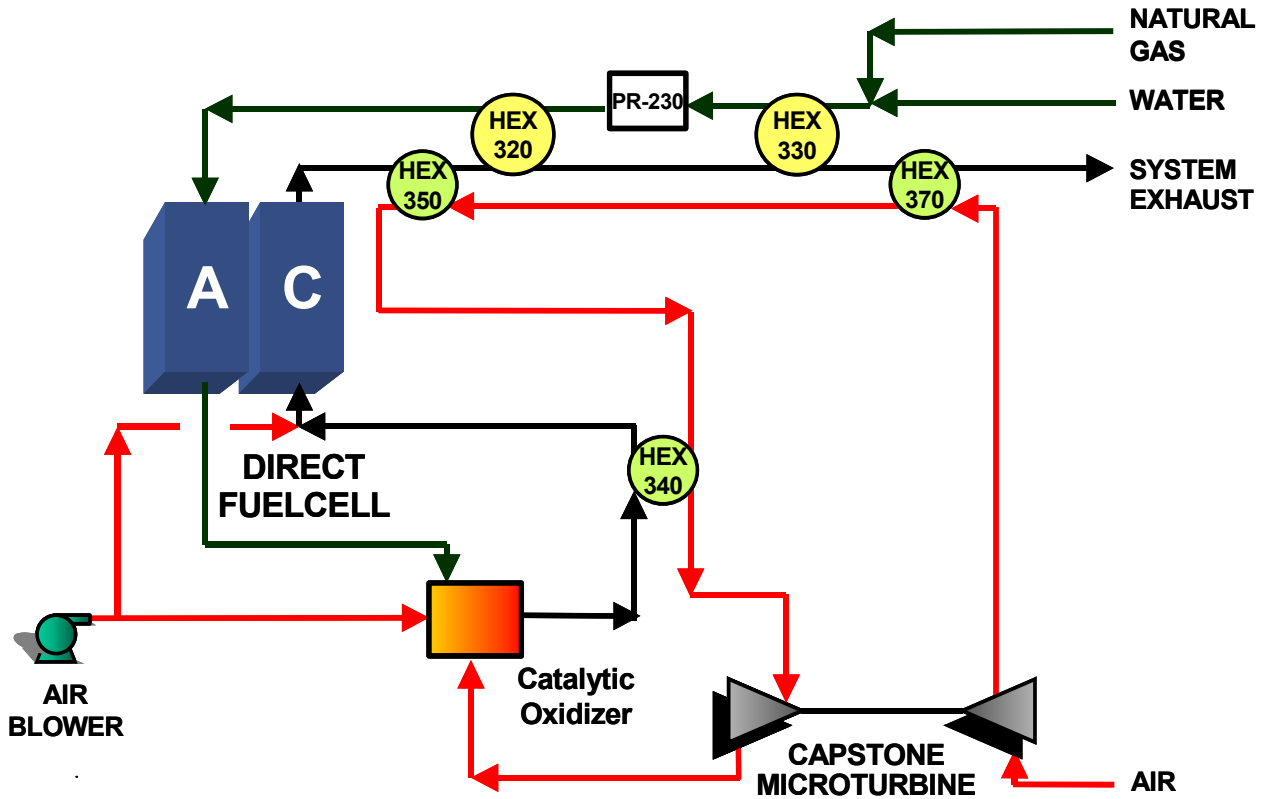 NATURAL
GAS
PR-230
WATER
HEX
320
HEX
330
HEX
350
HEX
370
SYSTEM
EXHAUST
A
C
DIRECT
FUELCELL
HEX
340
AIR
BLOWER
Catalytic
Oxidizer
CAPSTONE
MICROTURBINE
AIR